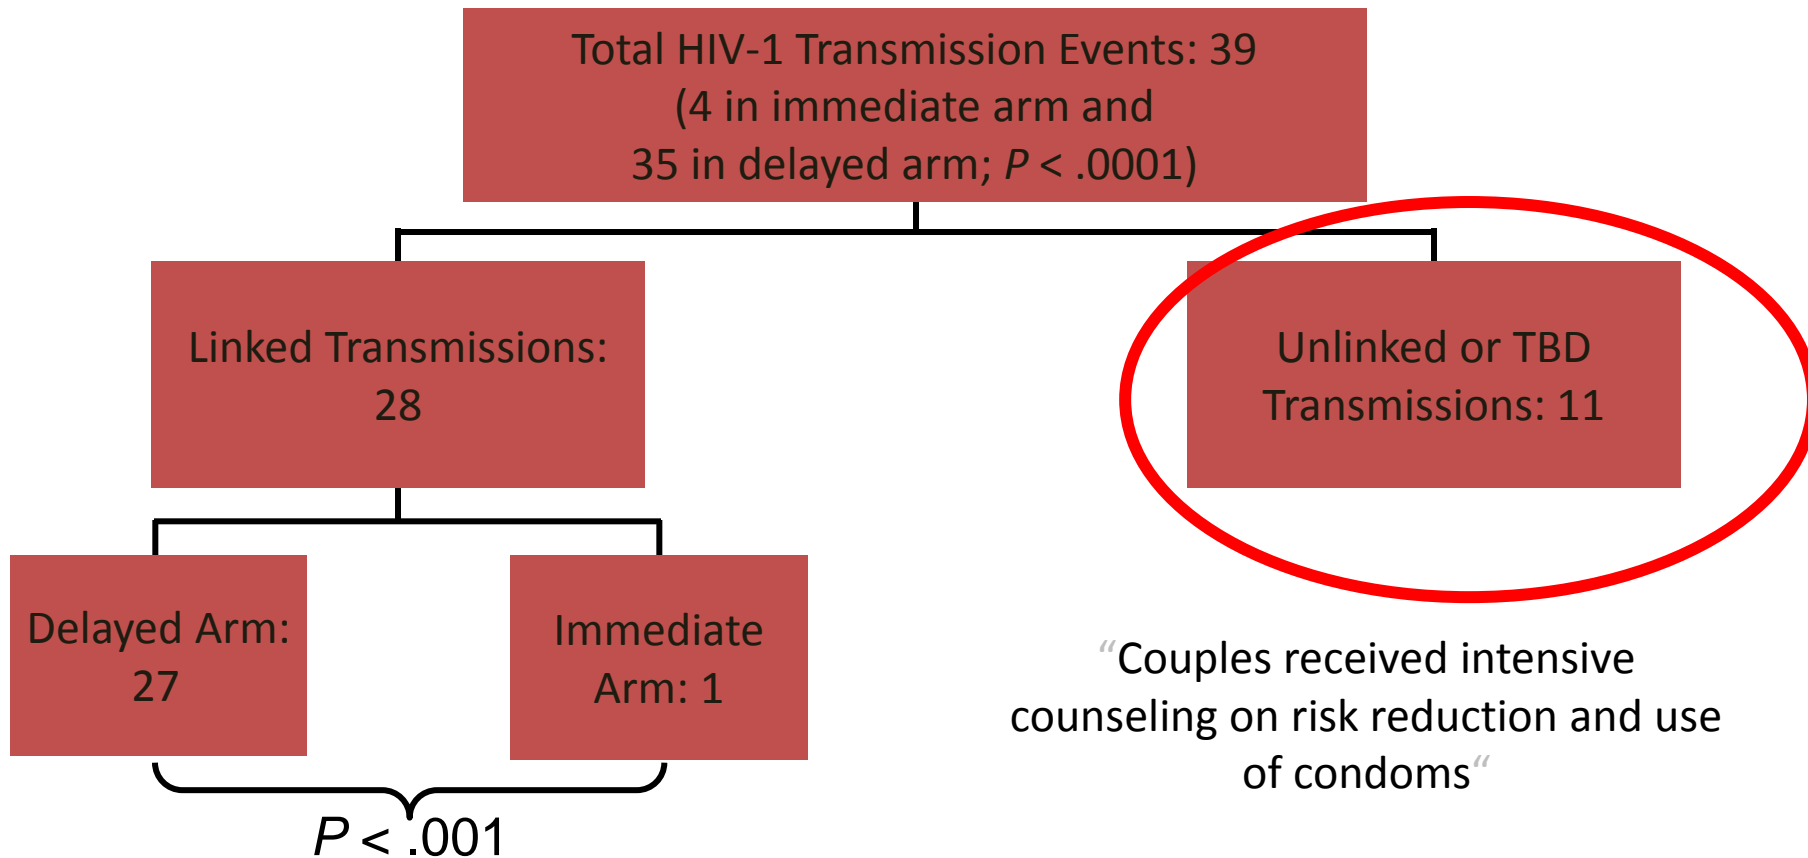 Total HIV-1 Transmission Events: 39
(4 in immediate arm and
35 in delayed arm; P < .0001)
Linked Transmissions:
28
Unlinked or TBD
Transmissions: 11
Delayed Arm:
27
Immediate
Arm: 1
P < .001
“Couples received intensive
counseling on risk reduction and use
of condoms“